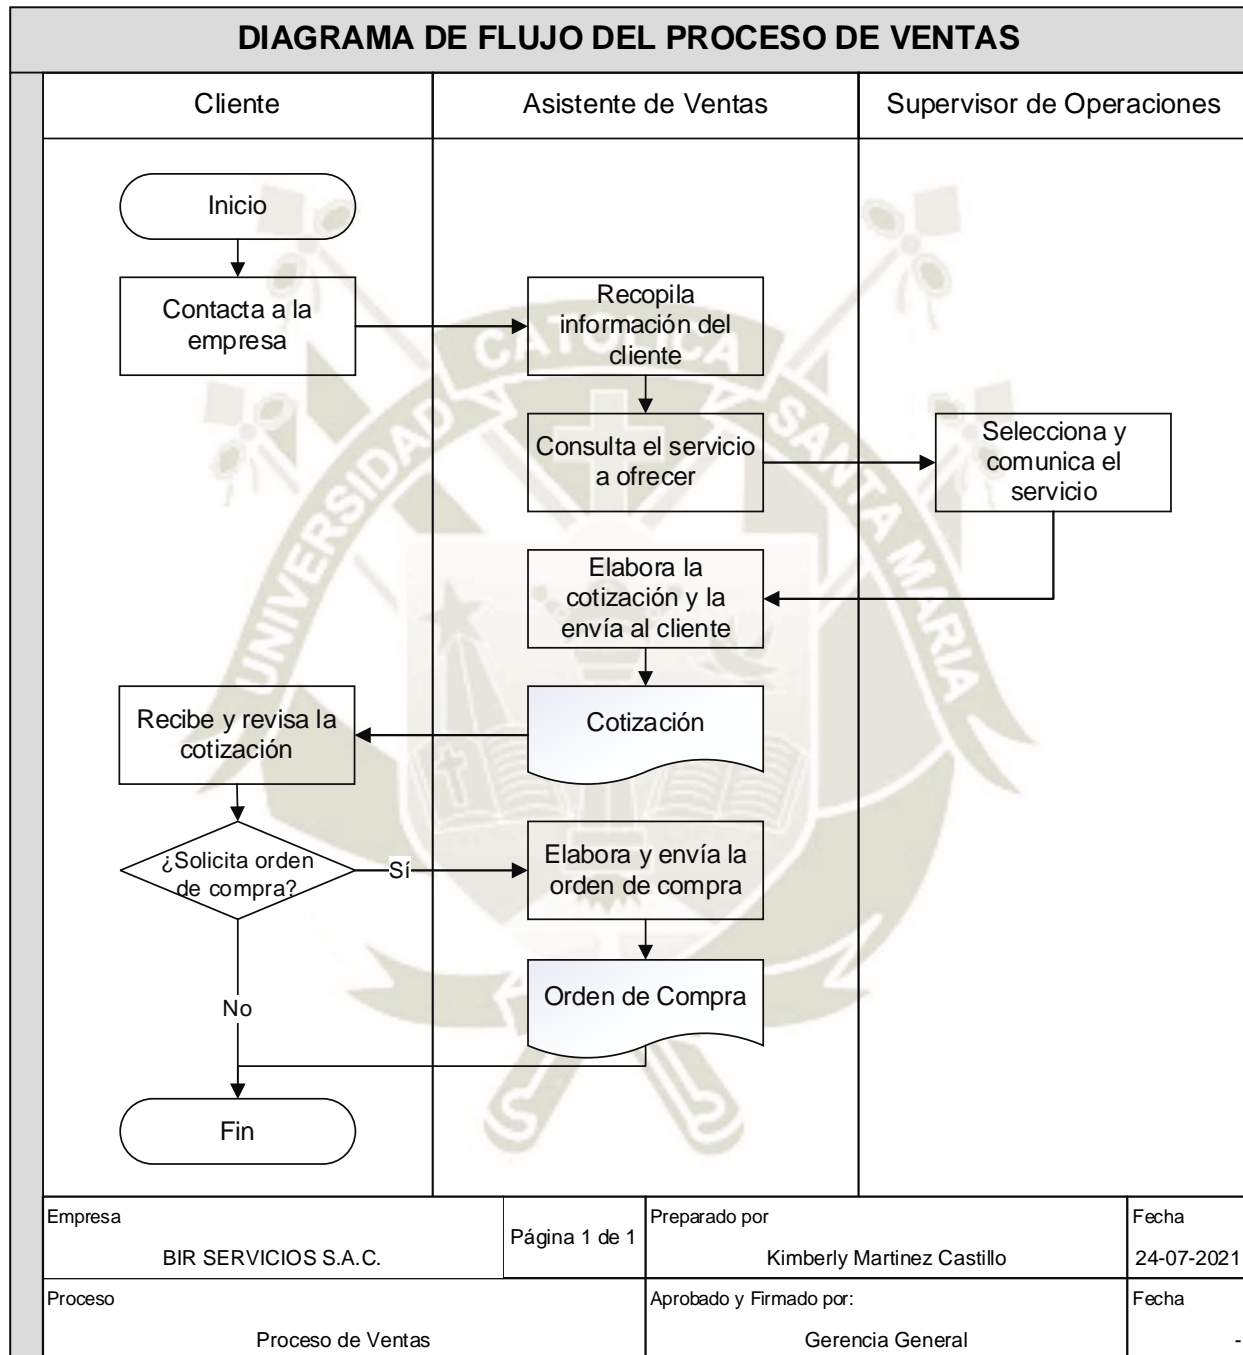 DIAGRAMA DE FLUJO DEL PROCESO DE VENTAS
Cliente
Asistente de Ventas
Supervisor de Operaciones
Inicio
Contacta a la
empresa
Recopila
información del
cliente
Consulta el servicio
a ofrecer
Selecciona y
comunica el
servicio
Elabora la
cotización y la
envía al cliente
Cotización
Recibe y revisa la
cotización
¿Solicita orden
de compra?
Sí
Elabora y envía la
orden de compra
Orden de Compra
No
Fin
UNIVERSIDAD CATOLICA SANTA MARIA
Empresa
BIR SERVICIOS S.A.C.
Página 1 de 1
Preparado por
Kimberly Martinez Castillo
Fecha
24-07-2021
Proceso
Proceso de Ventas
Aprobado y Firmado por:
Gerencia General
Fecha
-